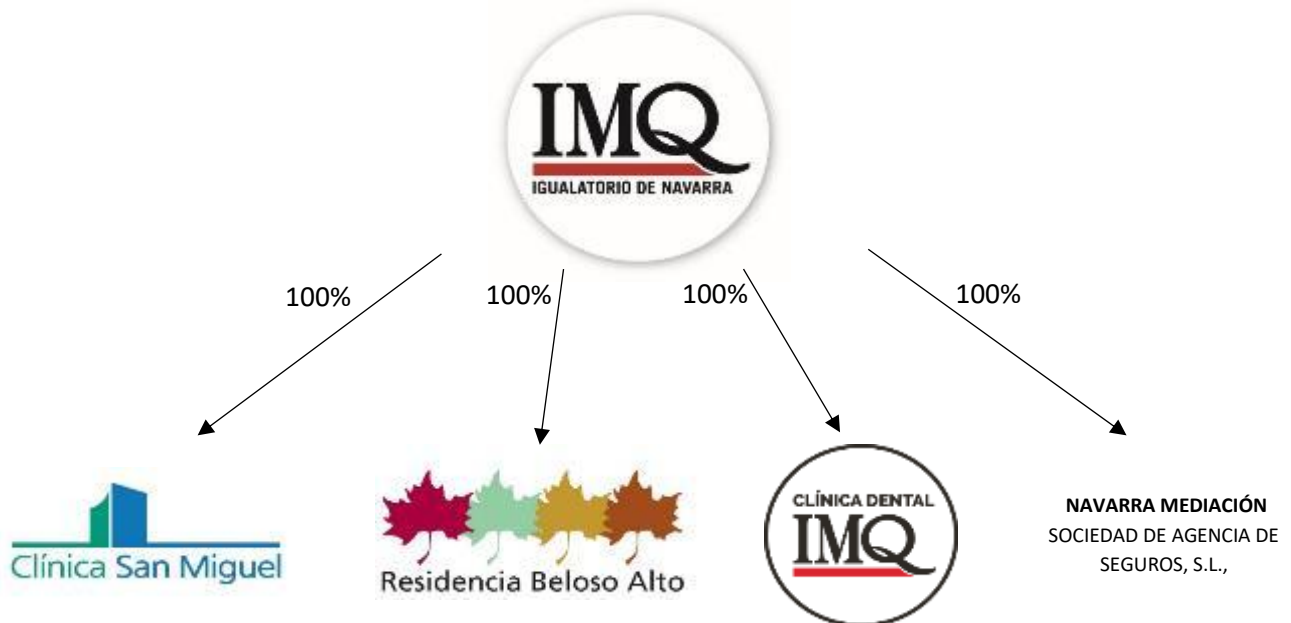 IMQ
IGUALATORIO DE NAVARRA
100%
100%
100%
100%
Clínica San Miguel
Residencia Beloso Alto
CLÍNICA DENTAL
IMQ
NAVARRA MEDIACIÓN
SOCIEDAD DE AGENCIA DE
SEGUROS, S.L.,